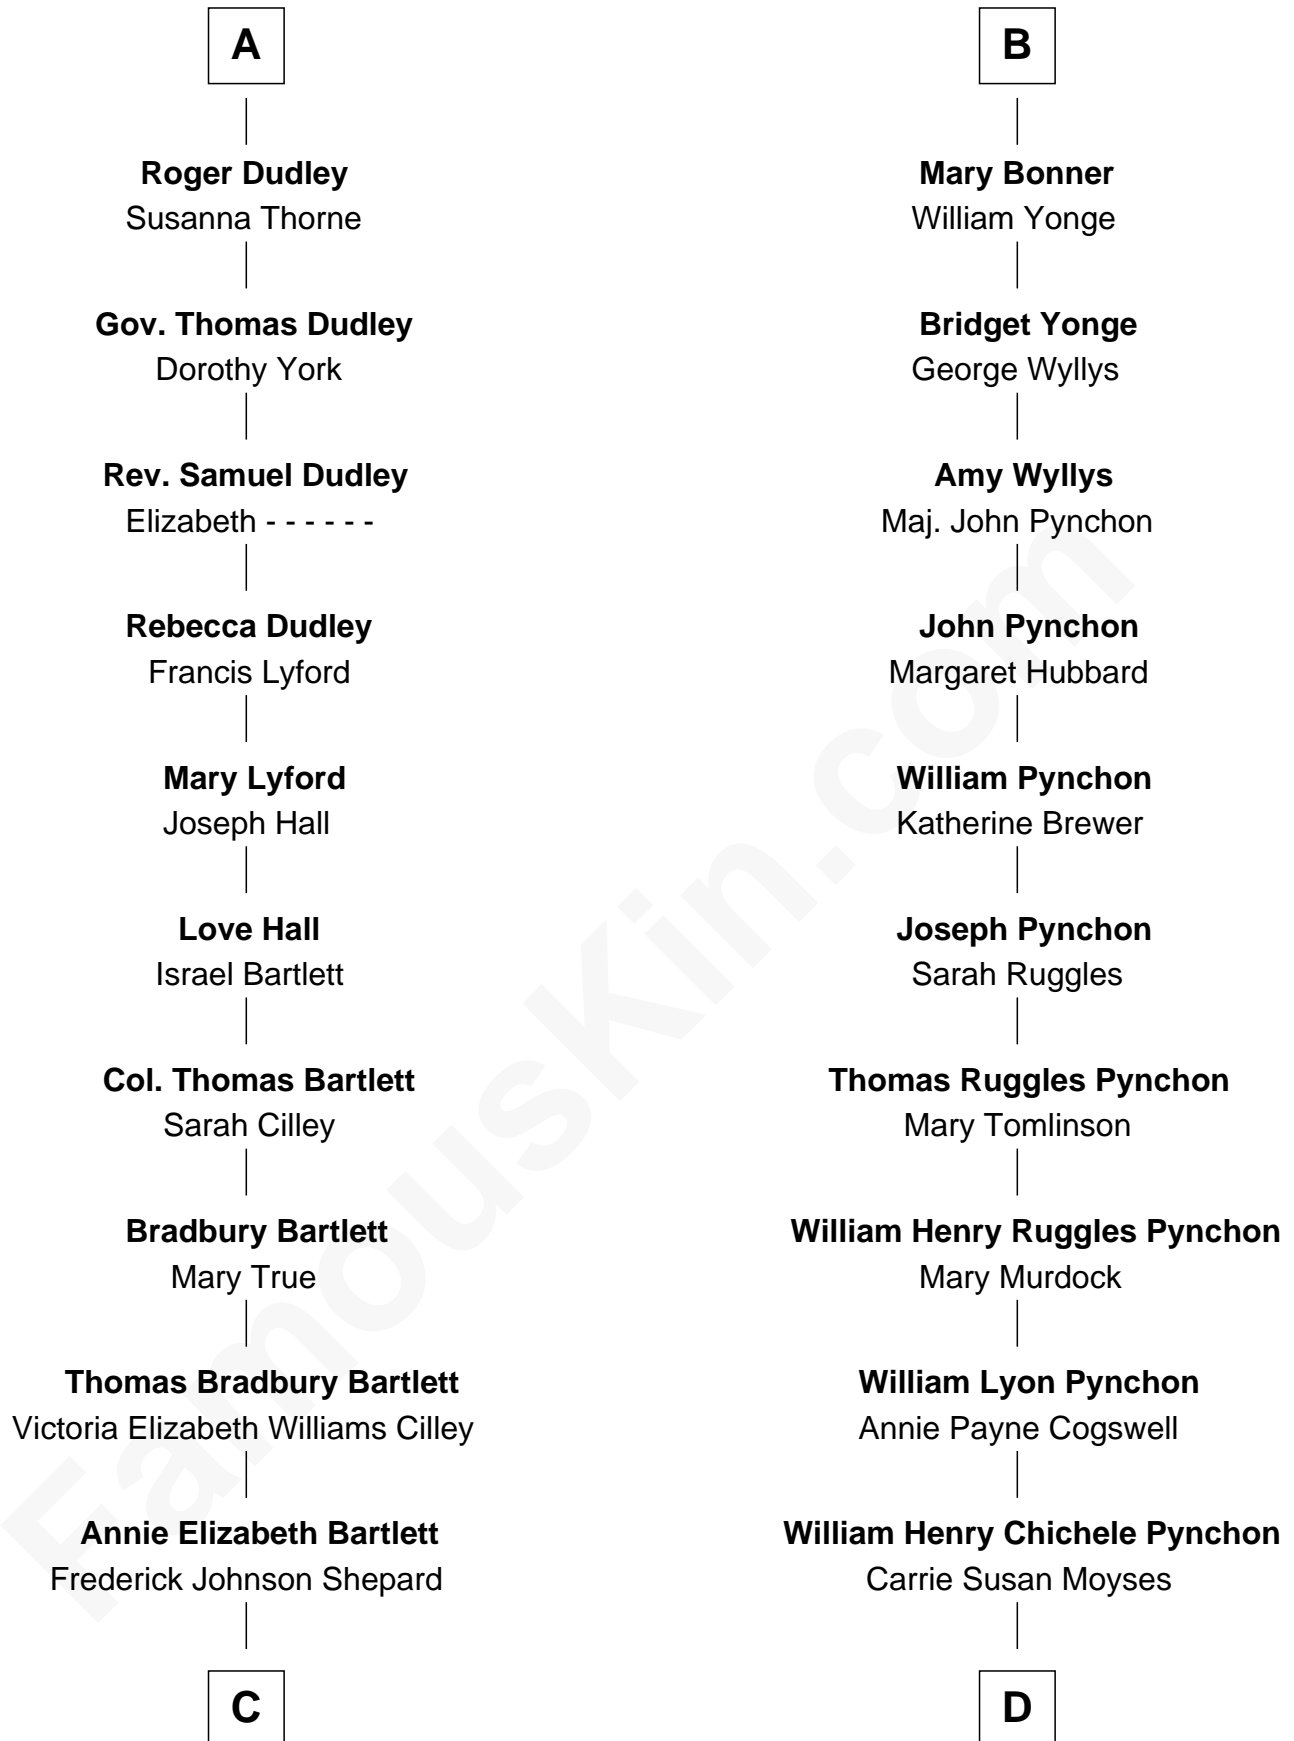 A
Roger Dudley
Susanna Thorne
Gov. Thomas Dudley
Dorothy York
Rev. Samuel Dudley
Elizabeth - - - - - -
Rebecca Dudley
Francis Lyford
Mary Lyford
Joseph Hall
Love Hall
Israel Bartlett
Col. Thomas Bartlett
Sarah Cilley
Bradbury Bartlett
Mary True
Thomas Bradbury Bartlett
Victoria Elizabeth Williams Cilley
Annie Elizabeth Bartlett
Frederick Johnson Shepard
C
B
Mary Bonner
William Yonge
Bridget Yonge
George Wyllys
Amy Wyllys
Maj. John Pynchon
John Pynchon
Margaret Hubbard
William Pynchon
Katherine Brewer
Joseph Pynchon
Sarah Ruggles
Thomas Ruggles Pynchon
Mary Tomlinson
William Henry Ruggles Pynchon
Mary Murdock
William Lyon Pynchon
Annie Payne Cogswell
William Henry Chichele Pynchon
Carrie Susan Moyses
D
FamousKin.com